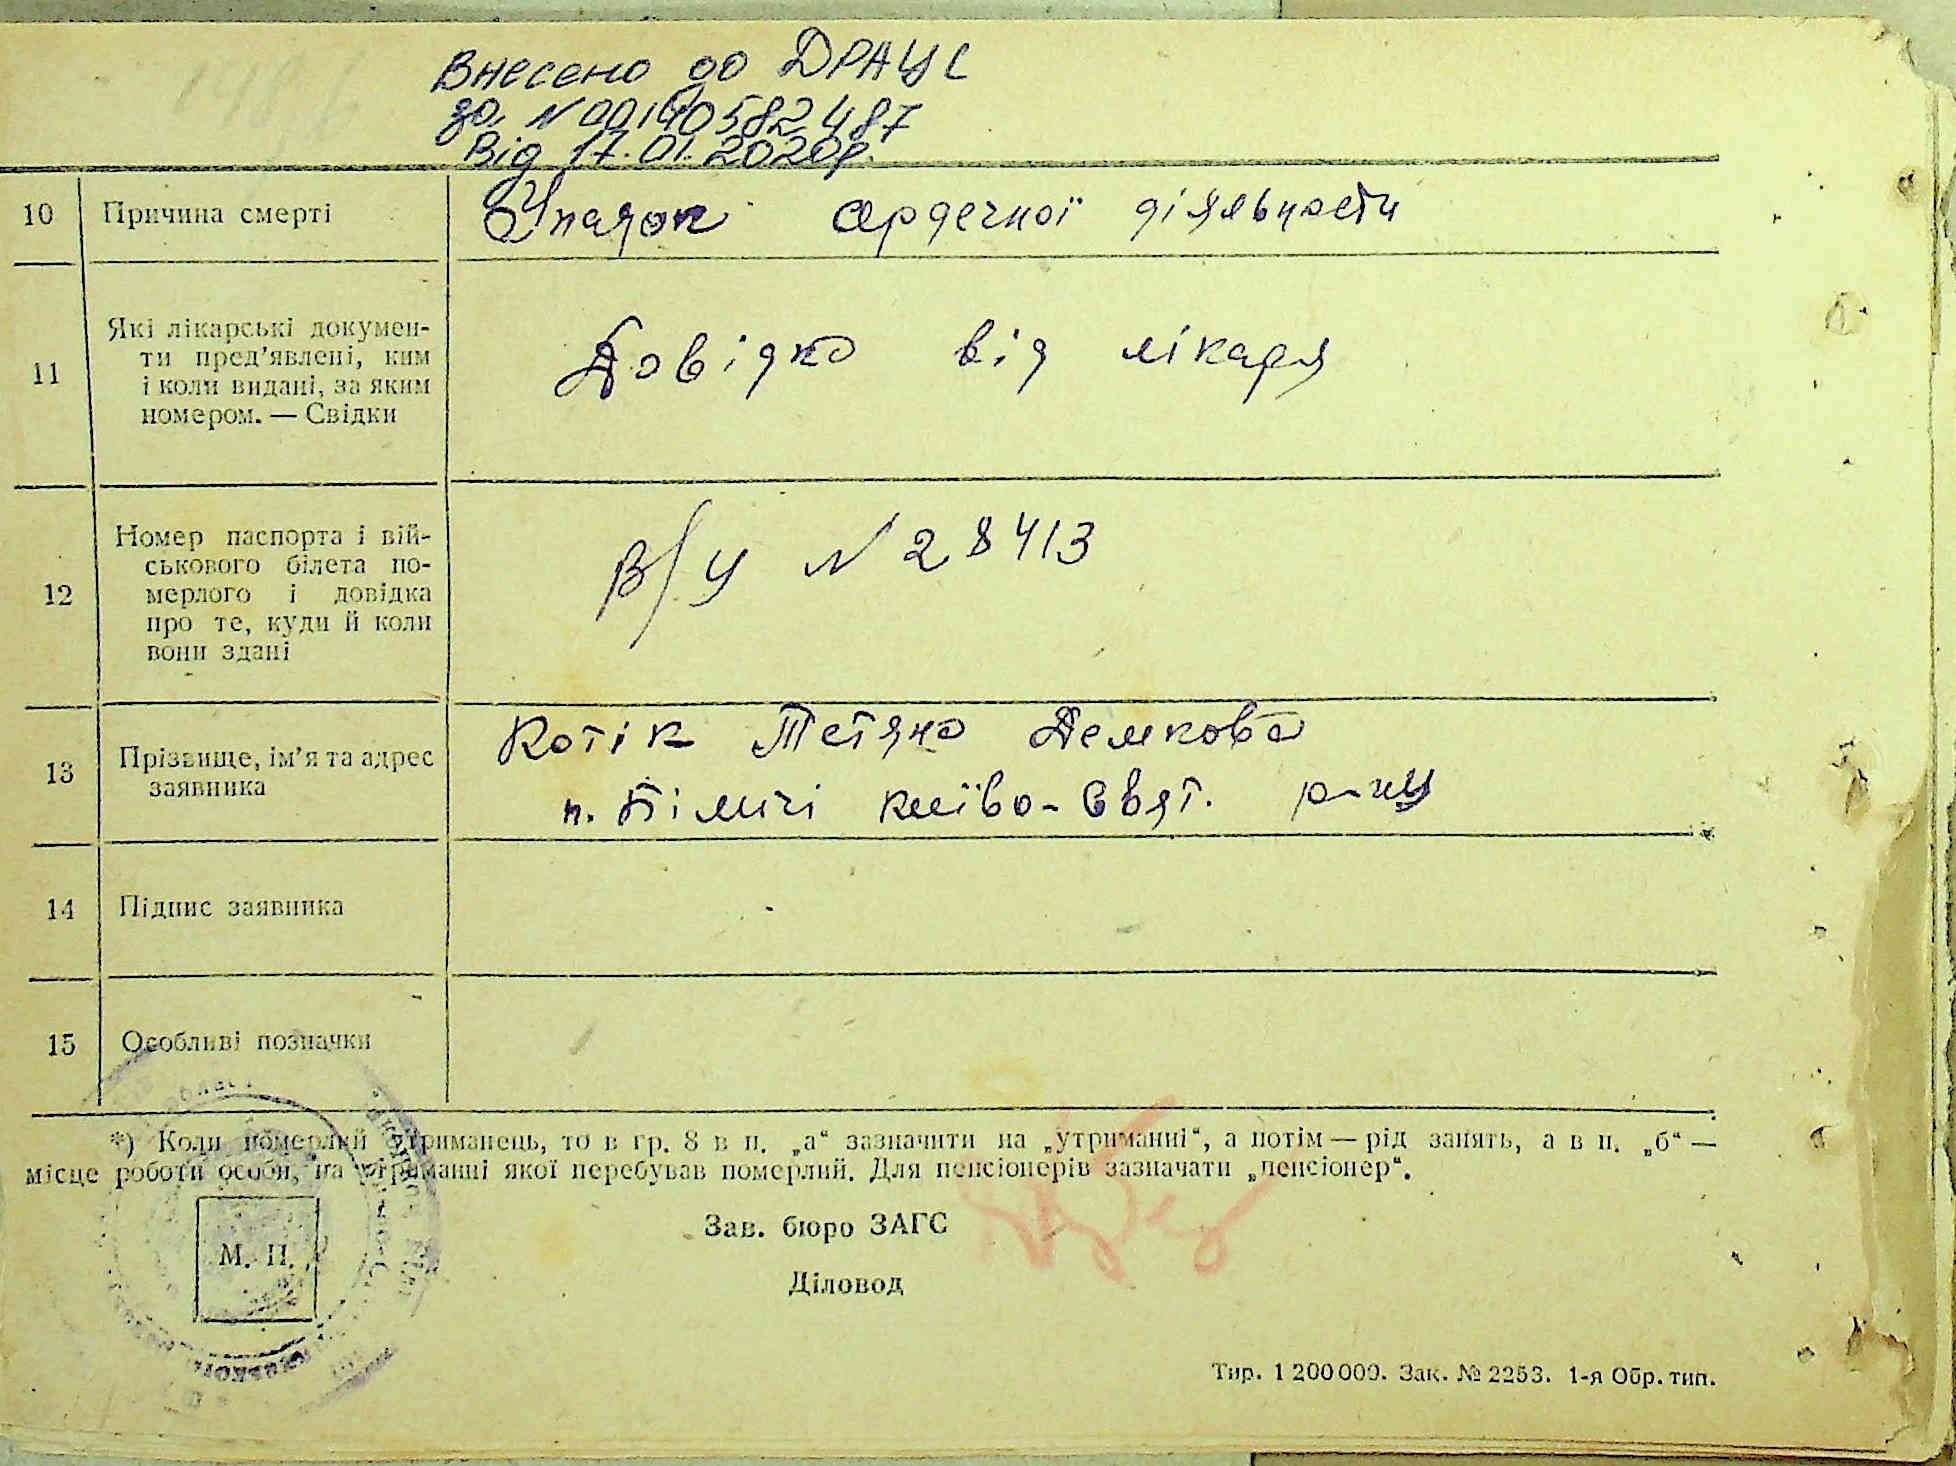 Внесено до ДРАЦС
за N 00140582487
від 17.01.2020р.
10 Причина смерті
Упадок сердечної діяльности
11 Які лікарські докумен-
ти пред'явлені, ким
і коли видані, за яким
номером. — Свідки
Довідка від лікаря
12 Номер паспорта і вій-
ськового білета по-
мерлого і довідка
про те, куди й коли
вони здані
в/у N 28413
13 Прізвище, ім'я та адрес
заявника
Котік Тетяна Демкова
п. Біличі Києво-Свят. р-ну
14 Підпис заявника
15 Особливі позначки
*) Коли померлий утриманець, то в гр. 8 в п. „а“ зазначити на „утриманні“, а потім — рід занять, а в п. „б“ —
місце роботи особи, на утриманні якої перебував померлий. Для пенсіонерів зазначати „пенсіонер“.
Зав. бюро ЗАГС
М. П.
Діловод
Тир. 1 200 000. Зак. № 2253. 1-я Обр. тип.